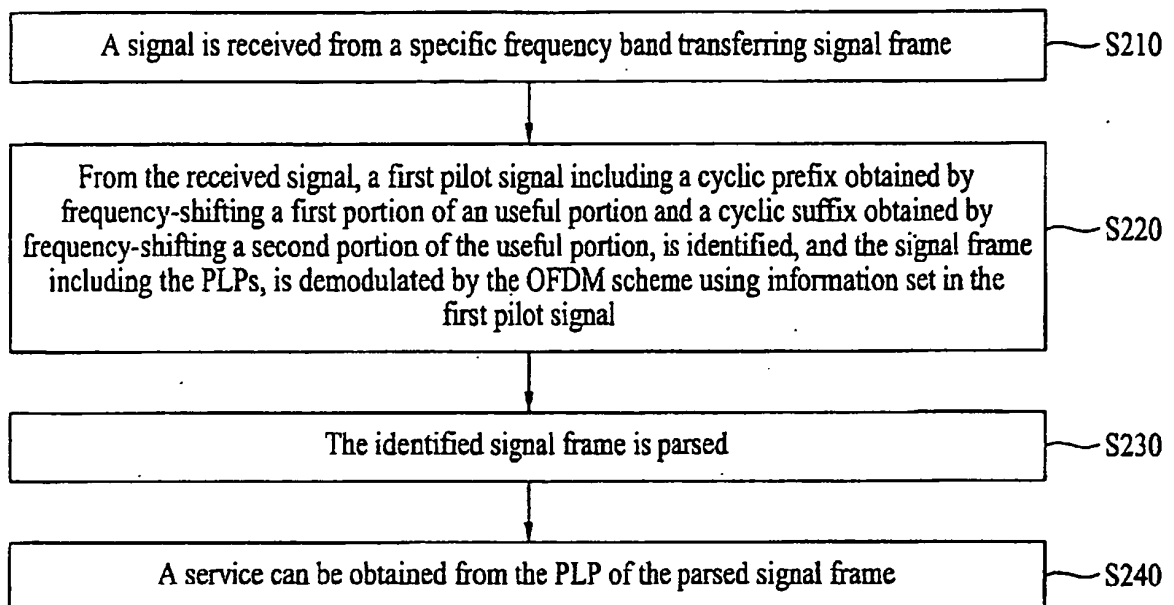 A signal is received from a specific frequency band transferring signal frame
S210
From the received signal, a first pilot signal including a cyclic prefix obtained by
frequency-shifting a first portion of an useful portion and a cyclic suffix obtained by
frequency-shifting a second portion of the useful portion, is identified, and the signal frame
including the PLPs, is demodulated by the OFDM scheme using information set in the
first pilot signal
S220
The identified signal frame is parsed
S230
A service can be obtained from the PLP of the parsed signal frame
S240